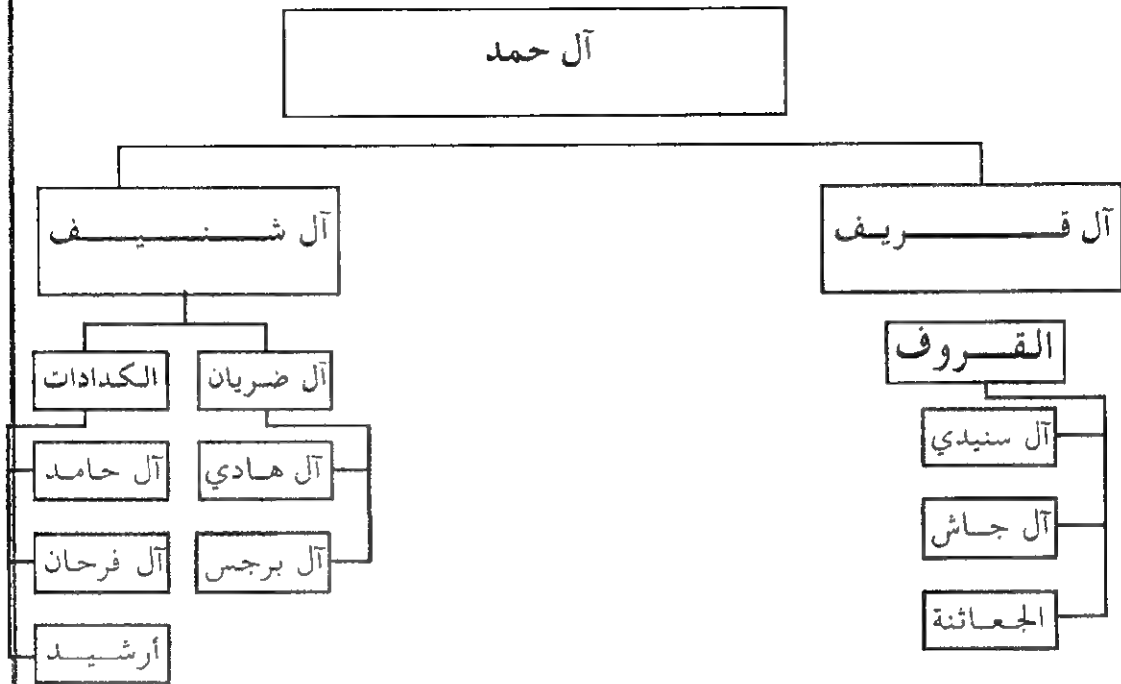 آل حمد
آل قريف
آل شنيف
القروف
آل ضريان
الكدادات
آل سنيدي
آل هادي
آل حامد
آل جاش
آل برجس
آل فرحان
الجعاثنة
أرشيد